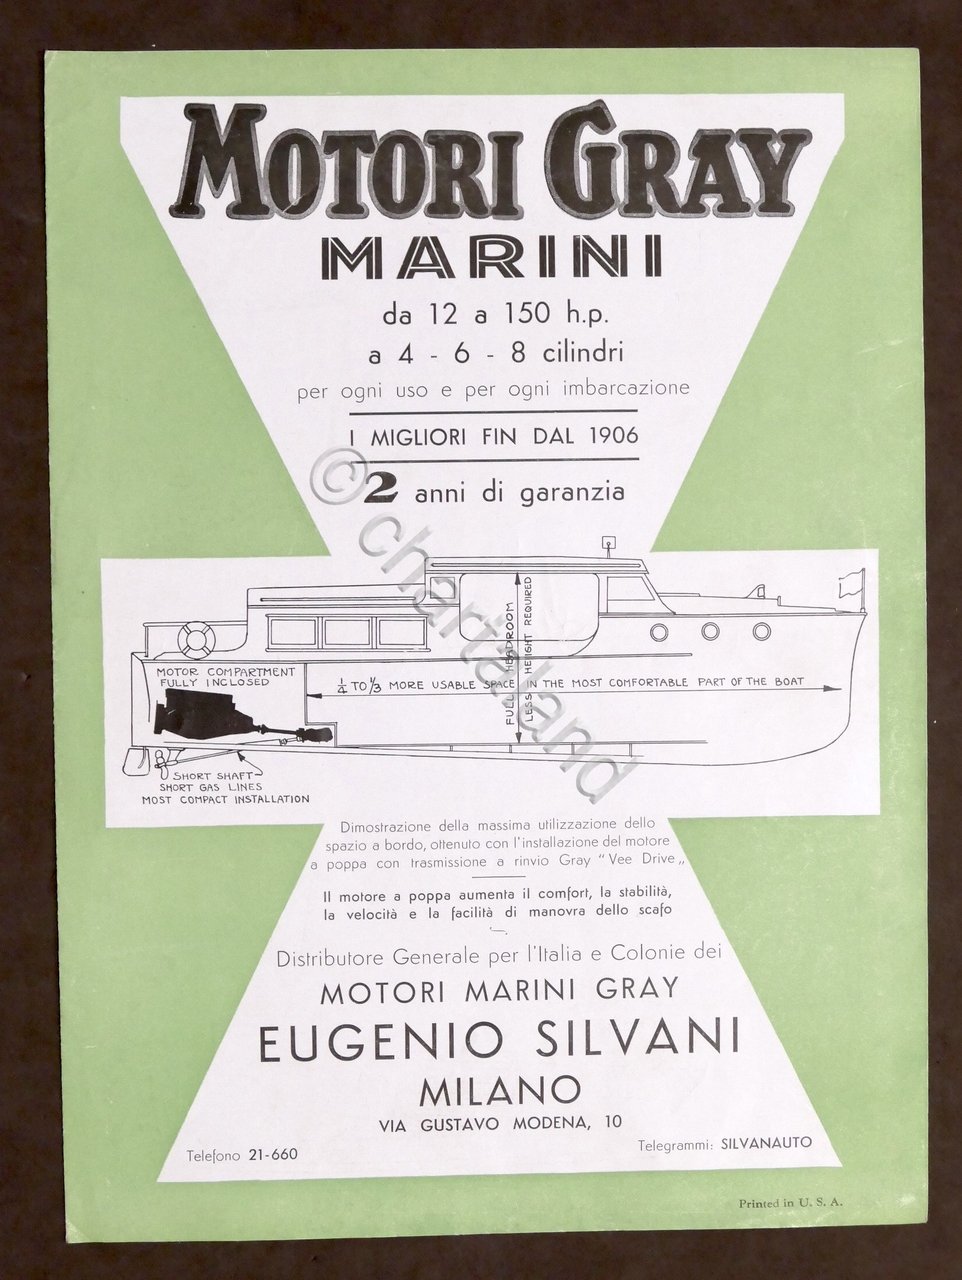 MOTORI GRAY
MARINI
da 12 a 150 h.p.
a 4 - 6 - 8 cilindri
per ogni uso e per ogni imbarcazione
I MIGLIORI FIN DAL 1906
2 anni di garanzia
MOTOR COMPARTMENT
FULLY INCLOSED
1/4 TO 1/3 MORE USABLE SPACE IN THE MOST COMFORTABLE PART OF THE BOAT
FULL HEADROOM
LESS HEIGHT REQUIRED
SHORT SHAFT
SHORT GAS LINES
MOST COMPACT INSTALLATION
Dimostrazione della massima utilizzazione dello
spazio a bordo, ottenuto con l'installazione del motore
a poppa con trasmissione a rinvio Gray "Vee Drive„
Il motore a poppa aumenta il comfort, la stabilità,
la velocità e la facilità di manovra dello scafo
Distributore Generale per l'Italia e Colonie dei
MOTORI MARINI GRAY
EUGENIO SILVANI
MILANO
VIA GUSTAVO MODENA, 10
Telefono 21-660
Telegrammi: SILVANAUTO
Printed in U. S. A.
© chartaland